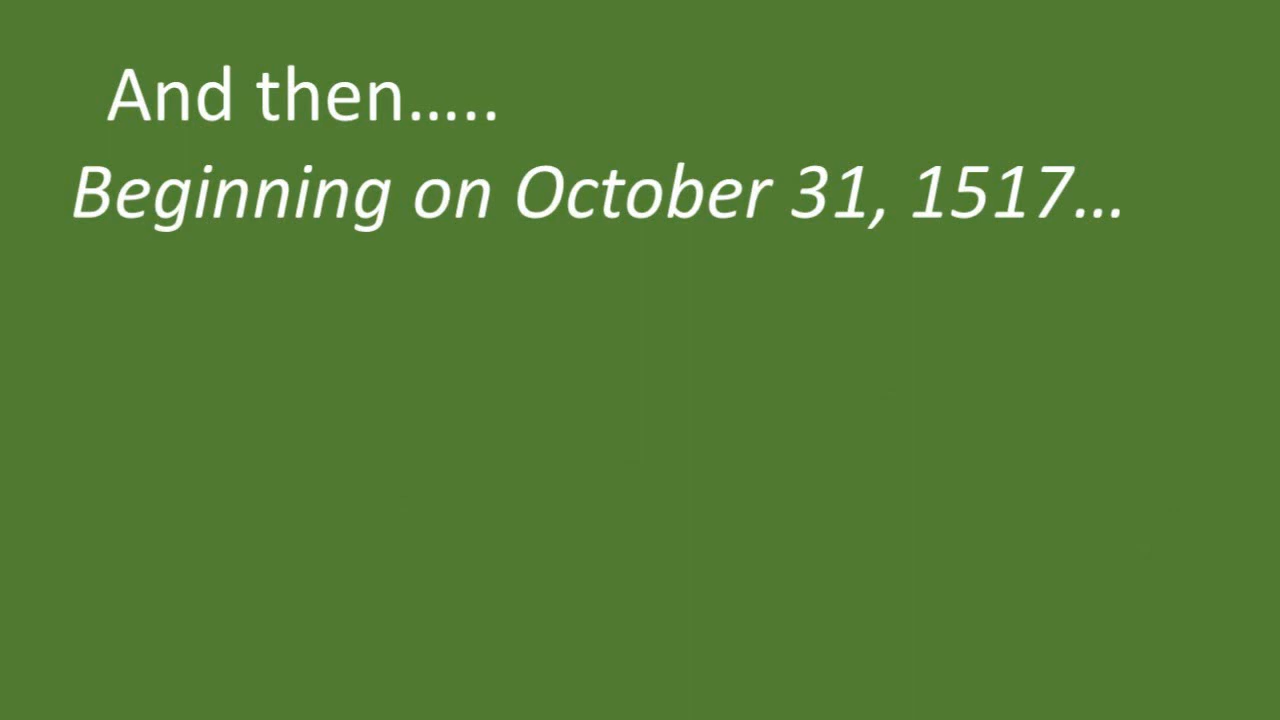 And then.....
Beginning on October 31, 1517...